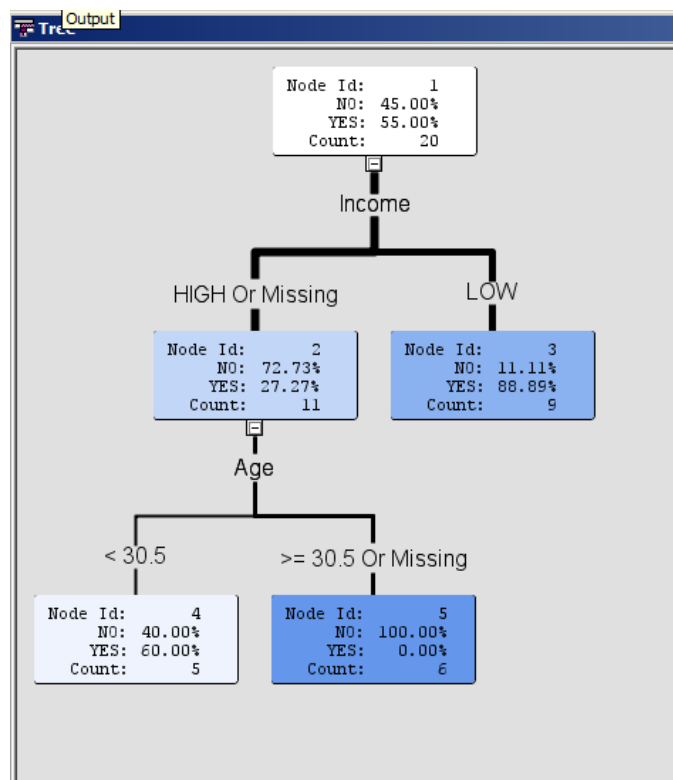 Output
Tree
Node Id: 1
NO: 45.00%
YES: 55.00%
Count: 20
Income
HIGH Or Missing
LOW
Node Id: 2
NO: 72.73%
YES: 27.27%
Count: 11
Node Id: 3
NO: 11.11%
YES: 88.89%
Count: 9
Age
< 30.5
>= 30.5 Or Missing
Node Id: 4
NO: 40.00%
YES: 60.00%
Count: 5
Node Id: 5
NO: 100.00%
YES: 0.00%
Count: 6